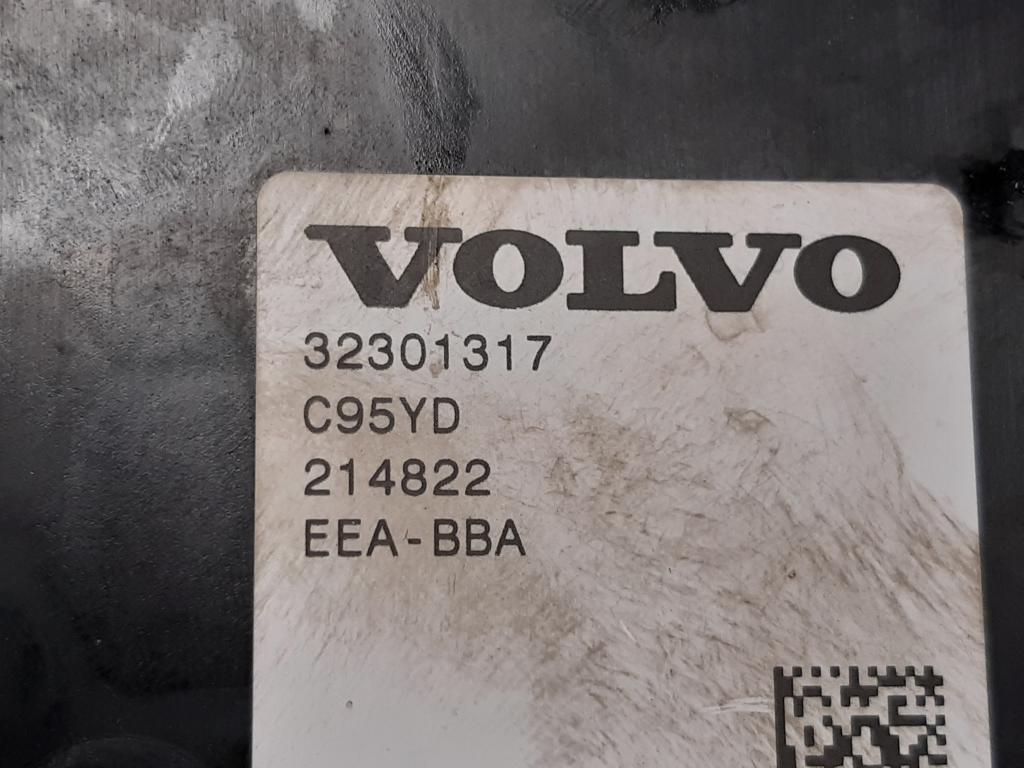 VOLVO
32301317
C95YD
214822
EEA-BBA